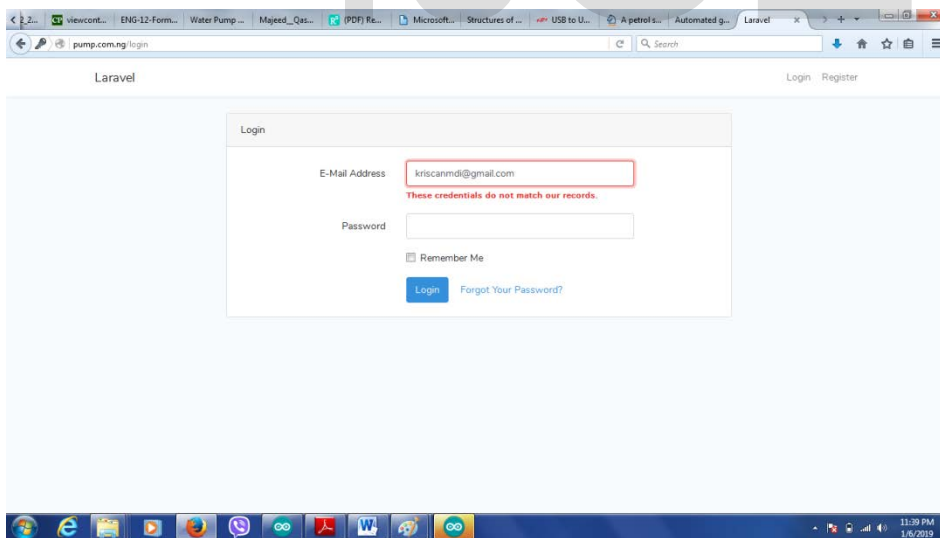 2_2... viewcont... ENG-12-Form... Water Pump ... Majeed_Qas... (PDF) Re... Microsoft... Structures of ... USB to U... A petrol s... Automated g... Laravel
pump.com.ng/login Search
Laravel Login Register
Login
E-Mail Address kriscanmdi@gmail.com
These credentials do not match our records.
Password
Remember Me
Login Forgot Your Password?
11:39 PM
1/6/2019